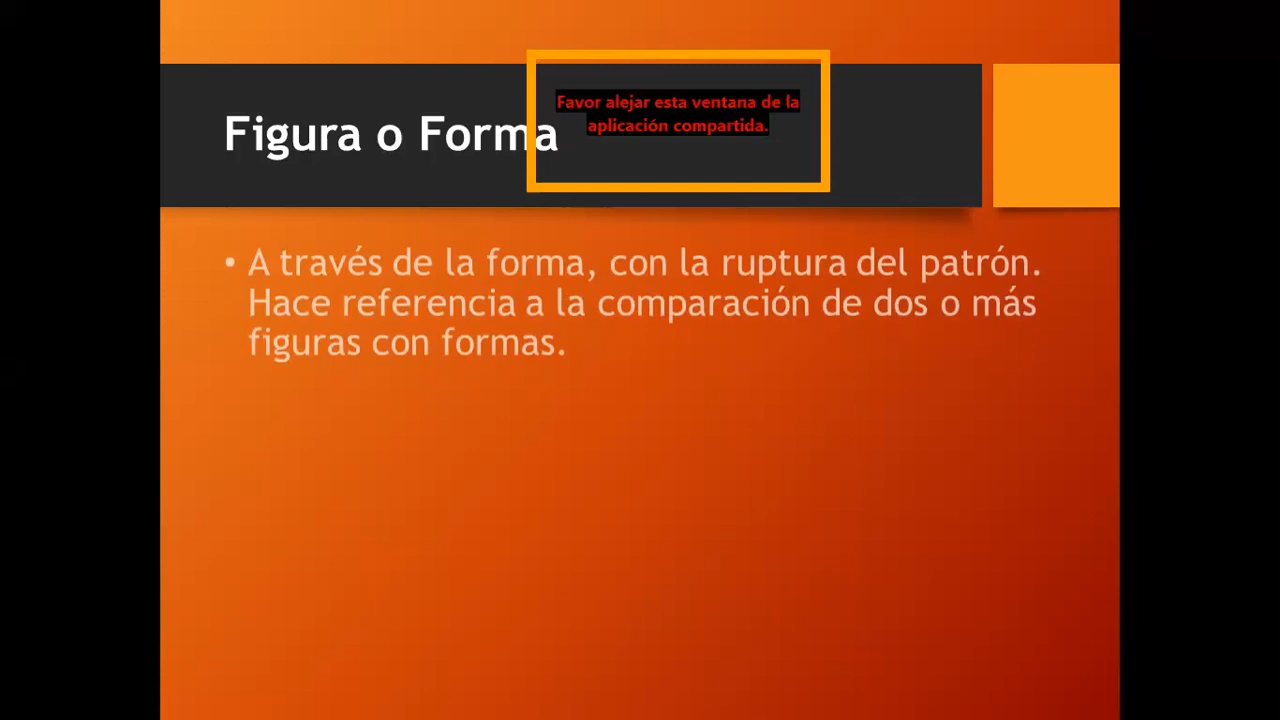 Figura o Forma
Favor alejar esta ventana de la
aplicación compartida.
• A través de la forma, con la ruptura del patrón.
Hace referencia a la comparación de dos o más
figuras con formas.